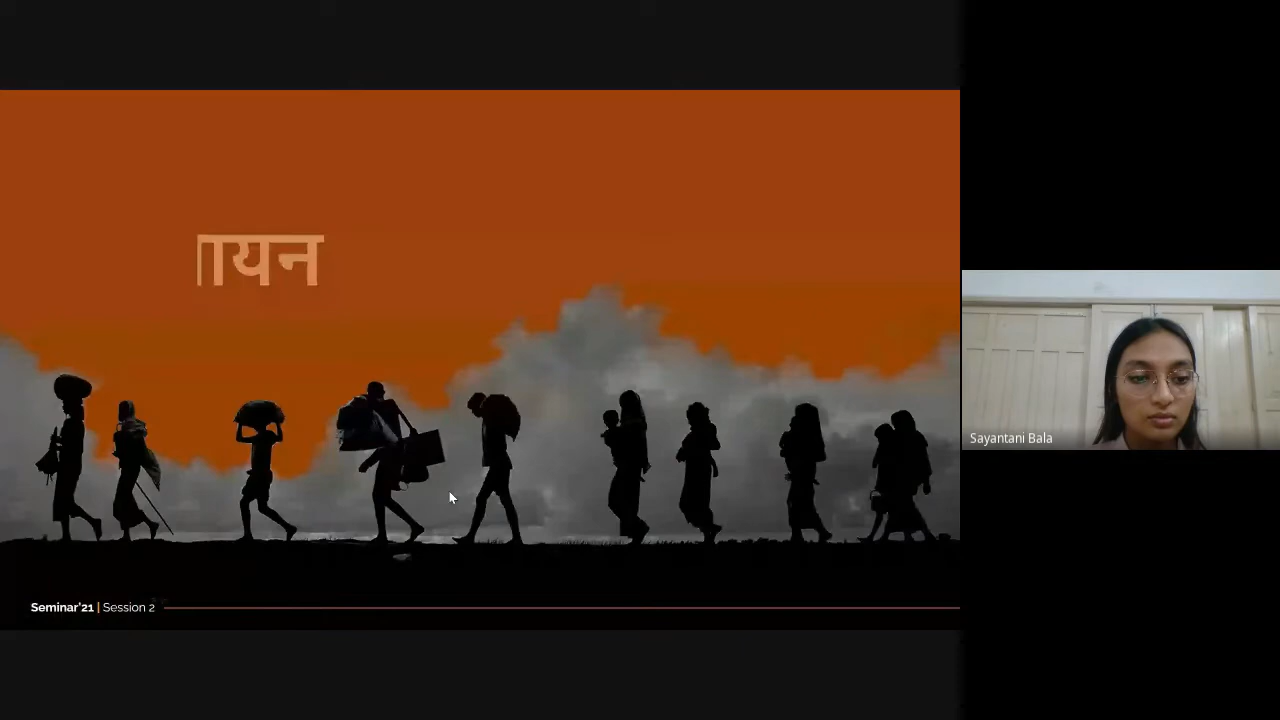 ायन
Seminar'21 | Session 2
Sayantani Bala